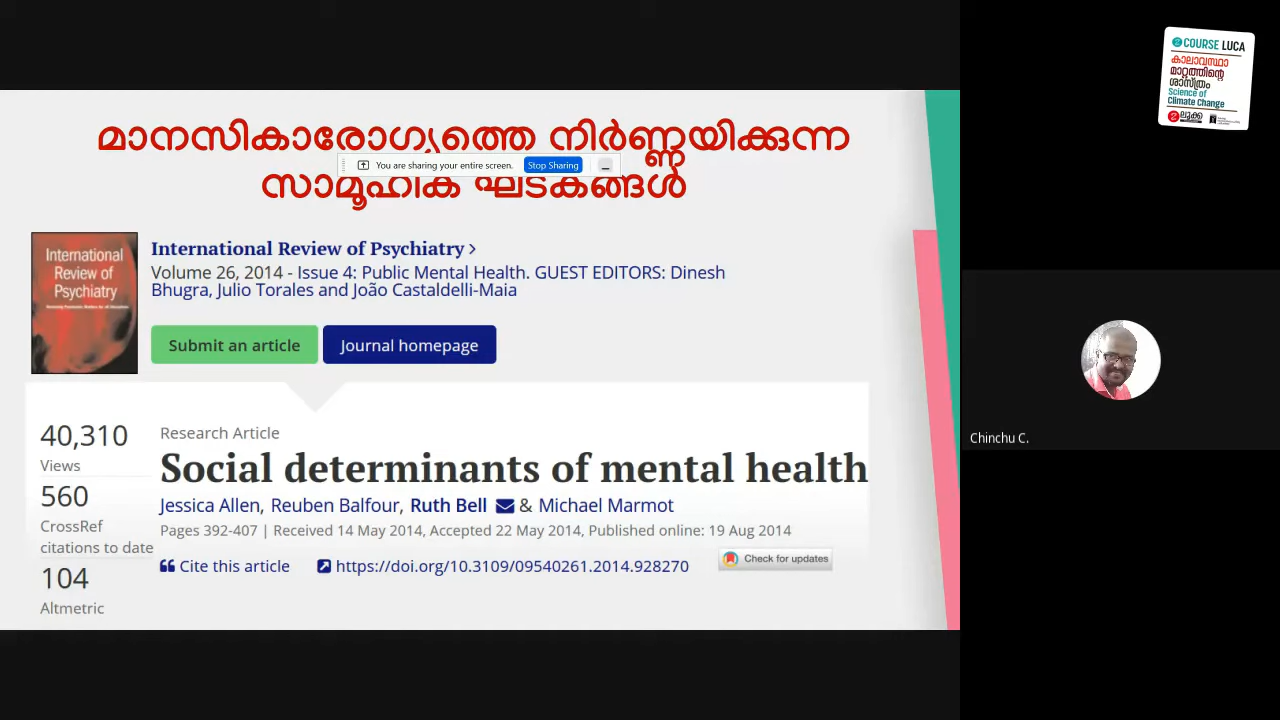 മാനസികാരോഗ്യത്തെ നിർണ്ണയിക്കുന്ന
സാമൂഹിക ഘടകങ്ങൾ
You are sharing your entire screen. Stop Sharing
International Review of Psychiatry
International Review of Psychiatry >
Volume 26, 2014 - Issue 4: Public Mental Health. GUEST EDITORS: Dinesh
Bhugra, Julio Torales and João Castaldelli-Maia
Submit an article
Journal homepage
40,310
Views
560
CrossRef
citations to date
104
Altmetric
Research Article
Social determinants of mental health
Jessica Allen, Reuben Balfour, Ruth Bell & Michael Marmot
Pages 392-407 | Received 14 May 2014, Accepted 22 May 2014, Published online: 19 Aug 2014
Cite this article
https://doi.org/10.3109/09540261.2014.928270
Check for updates
COURSE LUCA
കാലാവസ്ഥാ
മാറ്റത്തിന്റെ
ശാസ്ത്രം
Science of
Climate Change
ലൂക്ക
Chinchu C.